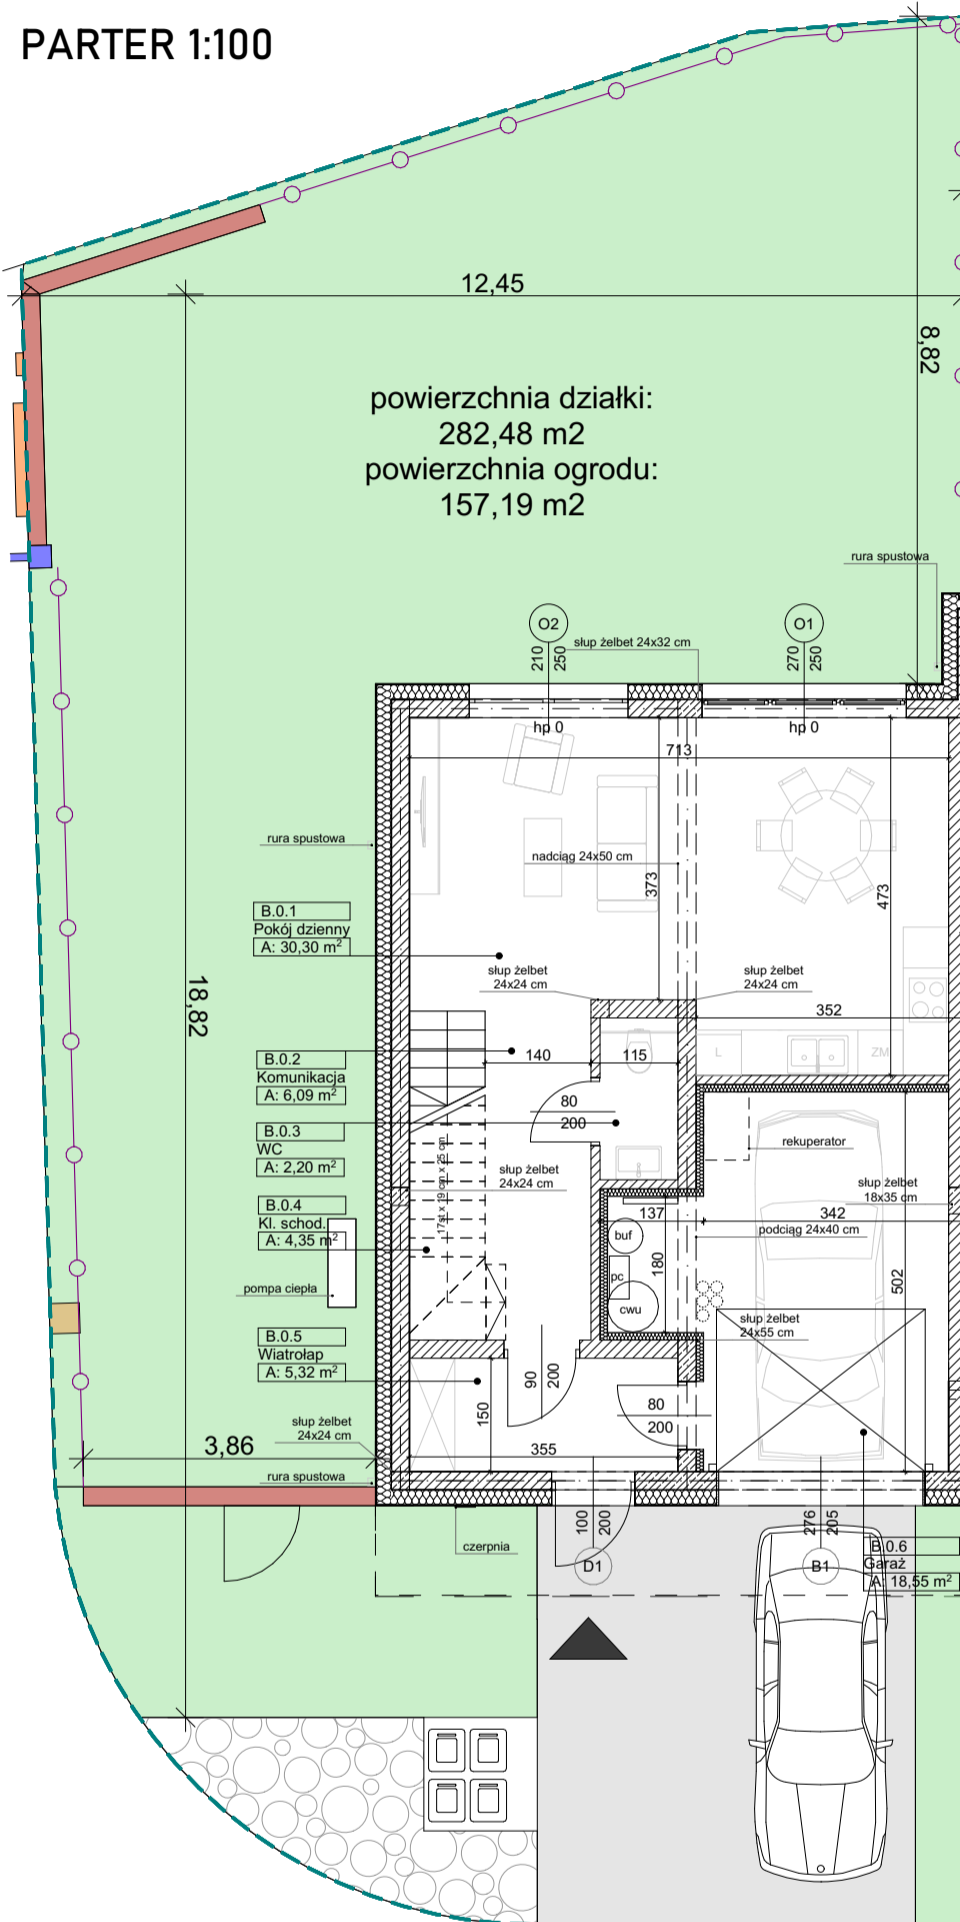 PARTER 1:100
12,45
8,82
powierzchnia działki:
282,48 m2
powierzchnia ogrodu:
157,19 m2
rura spustowa
O2
O1
210
250
słup żelbet 24x32 cm
270
250
hp 0
hp 0
713
rura spustowa
nadciąg 24x50 cm
373
473
B.0.1
Pokój dzienny
A: 30,30 m²
słup żelbet
24x24 cm
słup żelbet
24x24 cm
18,82
352
B.0.2
Komunikacja
A: 6,09 m²
140
115
L
ZM
80
200
B.0.3
WC
A: 2,20 m²
rekuperator
17st x 19 cm x 25 cm
słup żelbet
24x24 cm
słup żelbet
18x35 cm
B.0.4
Kl. schod.
A: 4,35 m²
137
342
podciąg 24x40 cm
buf
180
pc
cwu
502
pompa ciepła
słup żelbet
24x55 cm
B.0.5
Wiatrołap
A: 5,32 m²
90
200
80
200
150
słup żelbet
24x24 cm
3,86
355
rura spustowa
czerpnia
100
200
D1
276
205
B1
B.0.6
Garaż
A: 18,55 m²